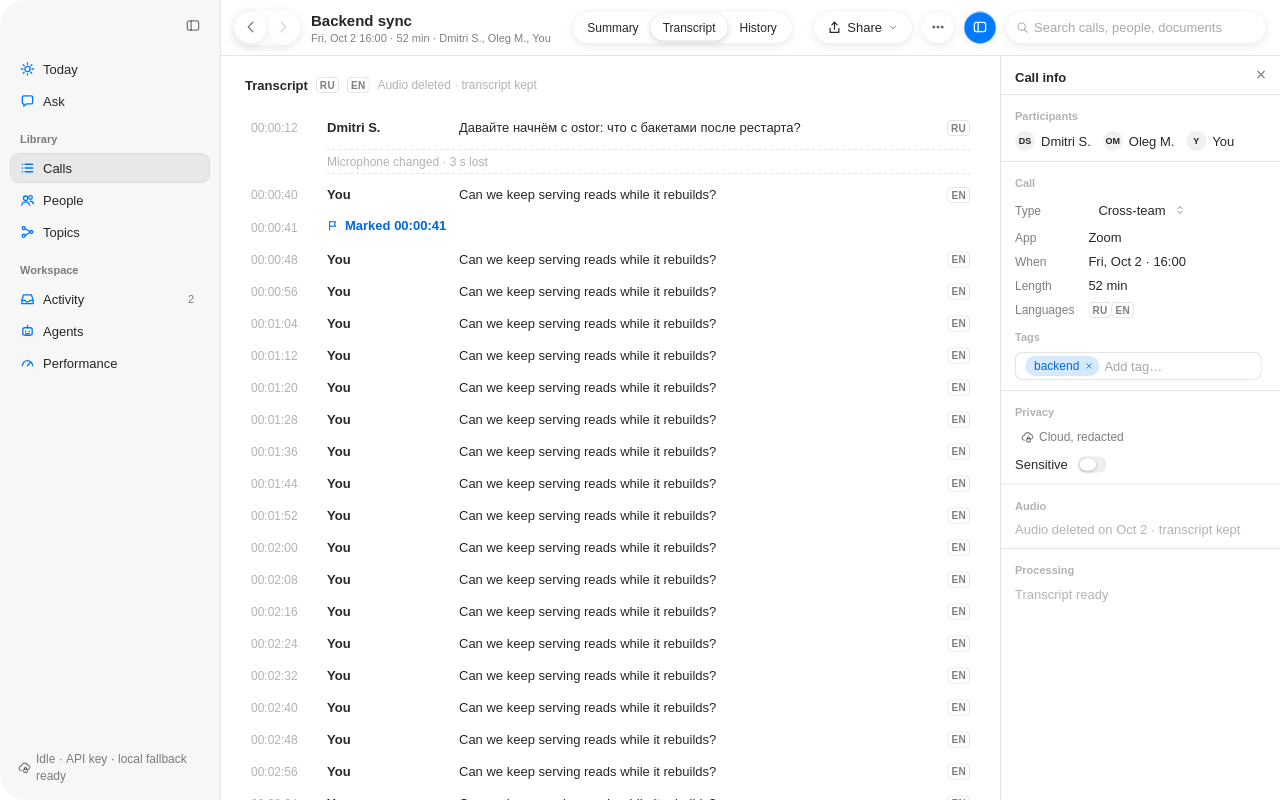 Today
Ask
Library
Calls
People
Topics
Workspace
Activity 2
Agents
Performance
Idle · API key · local fallback
ready
Backend sync
Fri, Oct 2 16:00 · 52 min · Dmitri S., Oleg M., You
Summary Transcript History
Share
Search calls, people, documents
Transcript RU EN Audio deleted · transcript kept
00:00:12 Dmitri S. Давайте начнём с ostor: что с бакетами после рестарта? RU
Microphone changed · 3 s lost
00:00:40 You Can we keep serving reads while it rebuilds? EN
00:00:41 Marked 00:00:41
00:00:48 You Can we keep serving reads while it rebuilds? EN
00:00:56 You Can we keep serving reads while it rebuilds? EN
00:01:04 You Can we keep serving reads while it rebuilds? EN
00:01:12 You Can we keep serving reads while it rebuilds? EN
00:01:20 You Can we keep serving reads while it rebuilds? EN
00:01:28 You Can we keep serving reads while it rebuilds? EN
00:01:36 You Can we keep serving reads while it rebuilds? EN
00:01:44 You Can we keep serving reads while it rebuilds? EN
00:01:52 You Can we keep serving reads while it rebuilds? EN
00:02:00 You Can we keep serving reads while it rebuilds? EN
00:02:08 You Can we keep serving reads while it rebuilds? EN
00:02:16 You Can we keep serving reads while it rebuilds? EN
00:02:24 You Can we keep serving reads while it rebuilds? EN
00:02:32 You Can we keep serving reads while it rebuilds? EN
00:02:40 You Can we keep serving reads while it rebuilds? EN
00:02:48 You Can we keep serving reads while it rebuilds? EN
00:02:56 You Can we keep serving reads while it rebuilds? EN
Call info
Participants
DS Dmitri S. OM Oleg M. Y You
Call
Type Cross-team
App Zoom
When Fri, Oct 2 · 16:00
Length 52 min
Languages RU EN
Tags
backend × Add tag…
Privacy
Cloud, redacted
Sensitive
Audio
Audio deleted on Oct 2 · transcript kept
Processing
Transcript ready